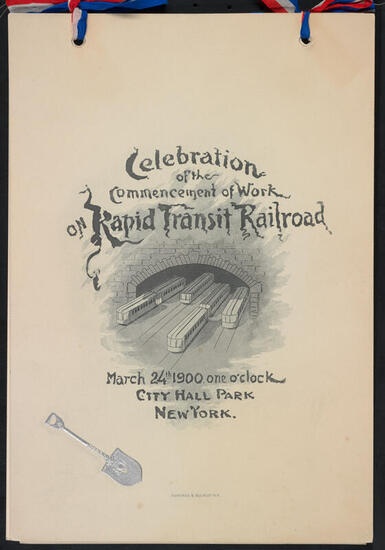 Celebration
of the
Commencement of Work
on Rapid Transit Railroad
March 24th 1900, one o'clock
City Hall Park
New York.